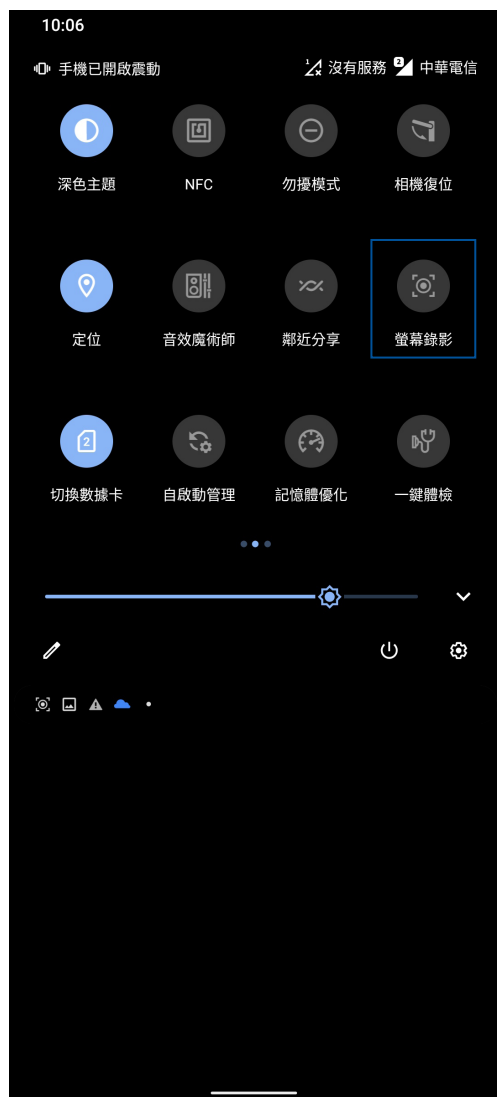 10:06
手機已開啟震動 1 沒有服務 2 中華電信
深色主題 NFC 勿擾模式 相機復位
定位 音效魔術師 鄰近分享 螢幕錄影
2
切換數據卡 自啟動管理 記憶體優化 一鍵體檢